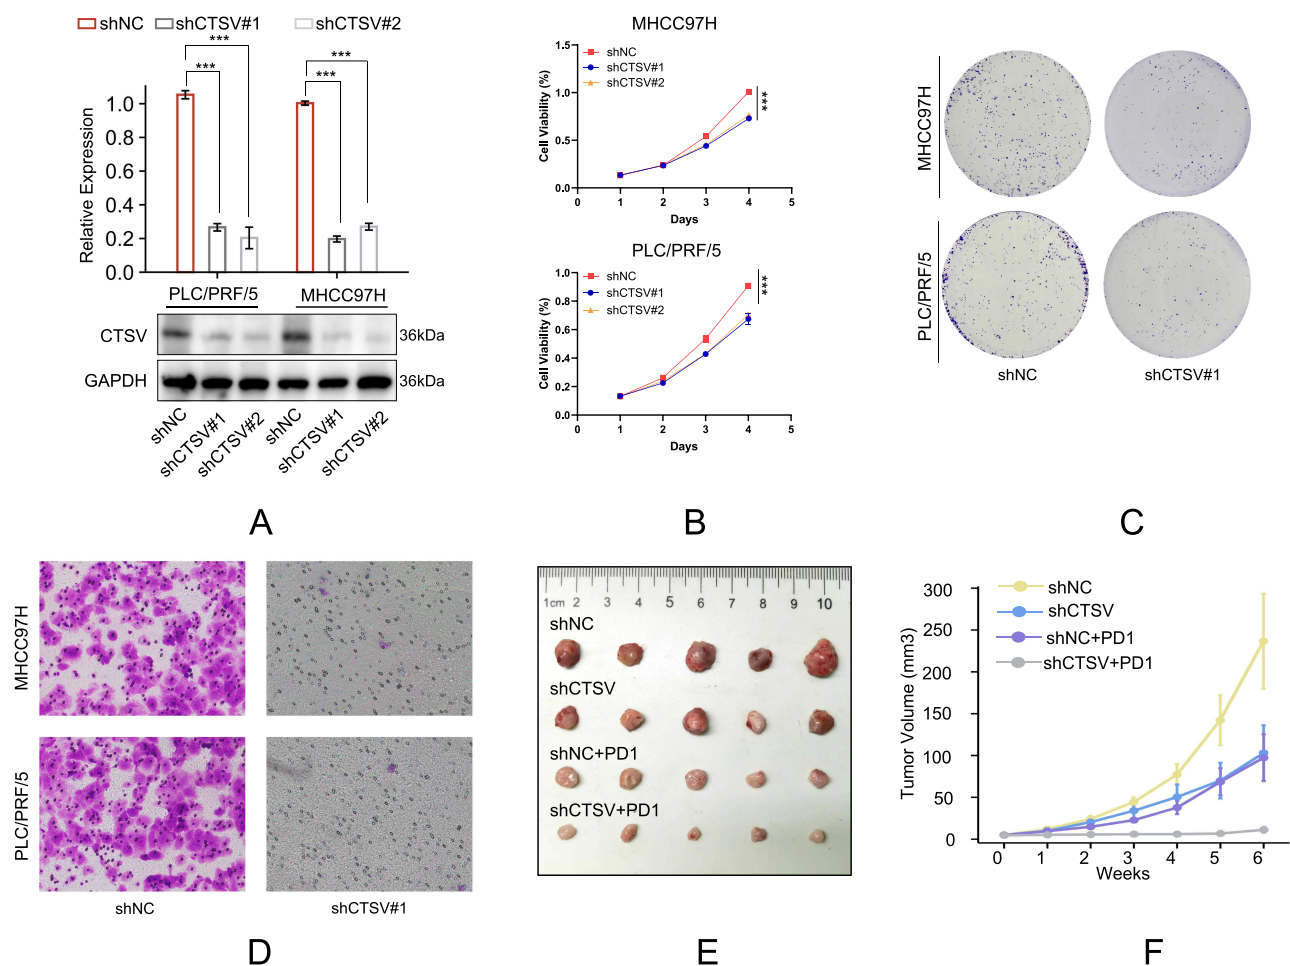 shNC shCTSV#1 shCTSV#2
*** ***
*** ***
Relative Expression
1.0
0.8
0.6
0.4
0.2
0.0
PLC/PRF/5 MHCC97H
CTSV 36kDa
GAPDH 36kDa
shNC shCTSV#1 shCTSV#2 shNC shCTSV#1 shCTSV#2
A
MHCC97H
shNC
shCTSV#1
shCTSV#2
***
Cell Viability (%)
1.5
1.0
0.5
0.0
0 1 2 3 4 5
Days
PLC/PRF/5
shNC
shCTSV#1
shCTSV#2
***
Cell Viability (%)
1.0
0.8
0.6
0.4
0.2
0.0
0 1 2 3 4 5
Days
B
MHCC97H
PLC/PRF/5
shNC shCTSV#1
C
MHCC97H
PLC/PRF/5
shNC shCTSV#1
D
1cm 2 3 4 5 6 7 8 9 10
shNC
shCTSV
shNC+PD1
shCTSV+PD1
E
shNC
shCTSV
shNC+PD1
shCTSV+PD1
Tumor Volume (mm3)
300
250
200
150
100
50
0
0 1 2 3 4 5 6
Weeks
F